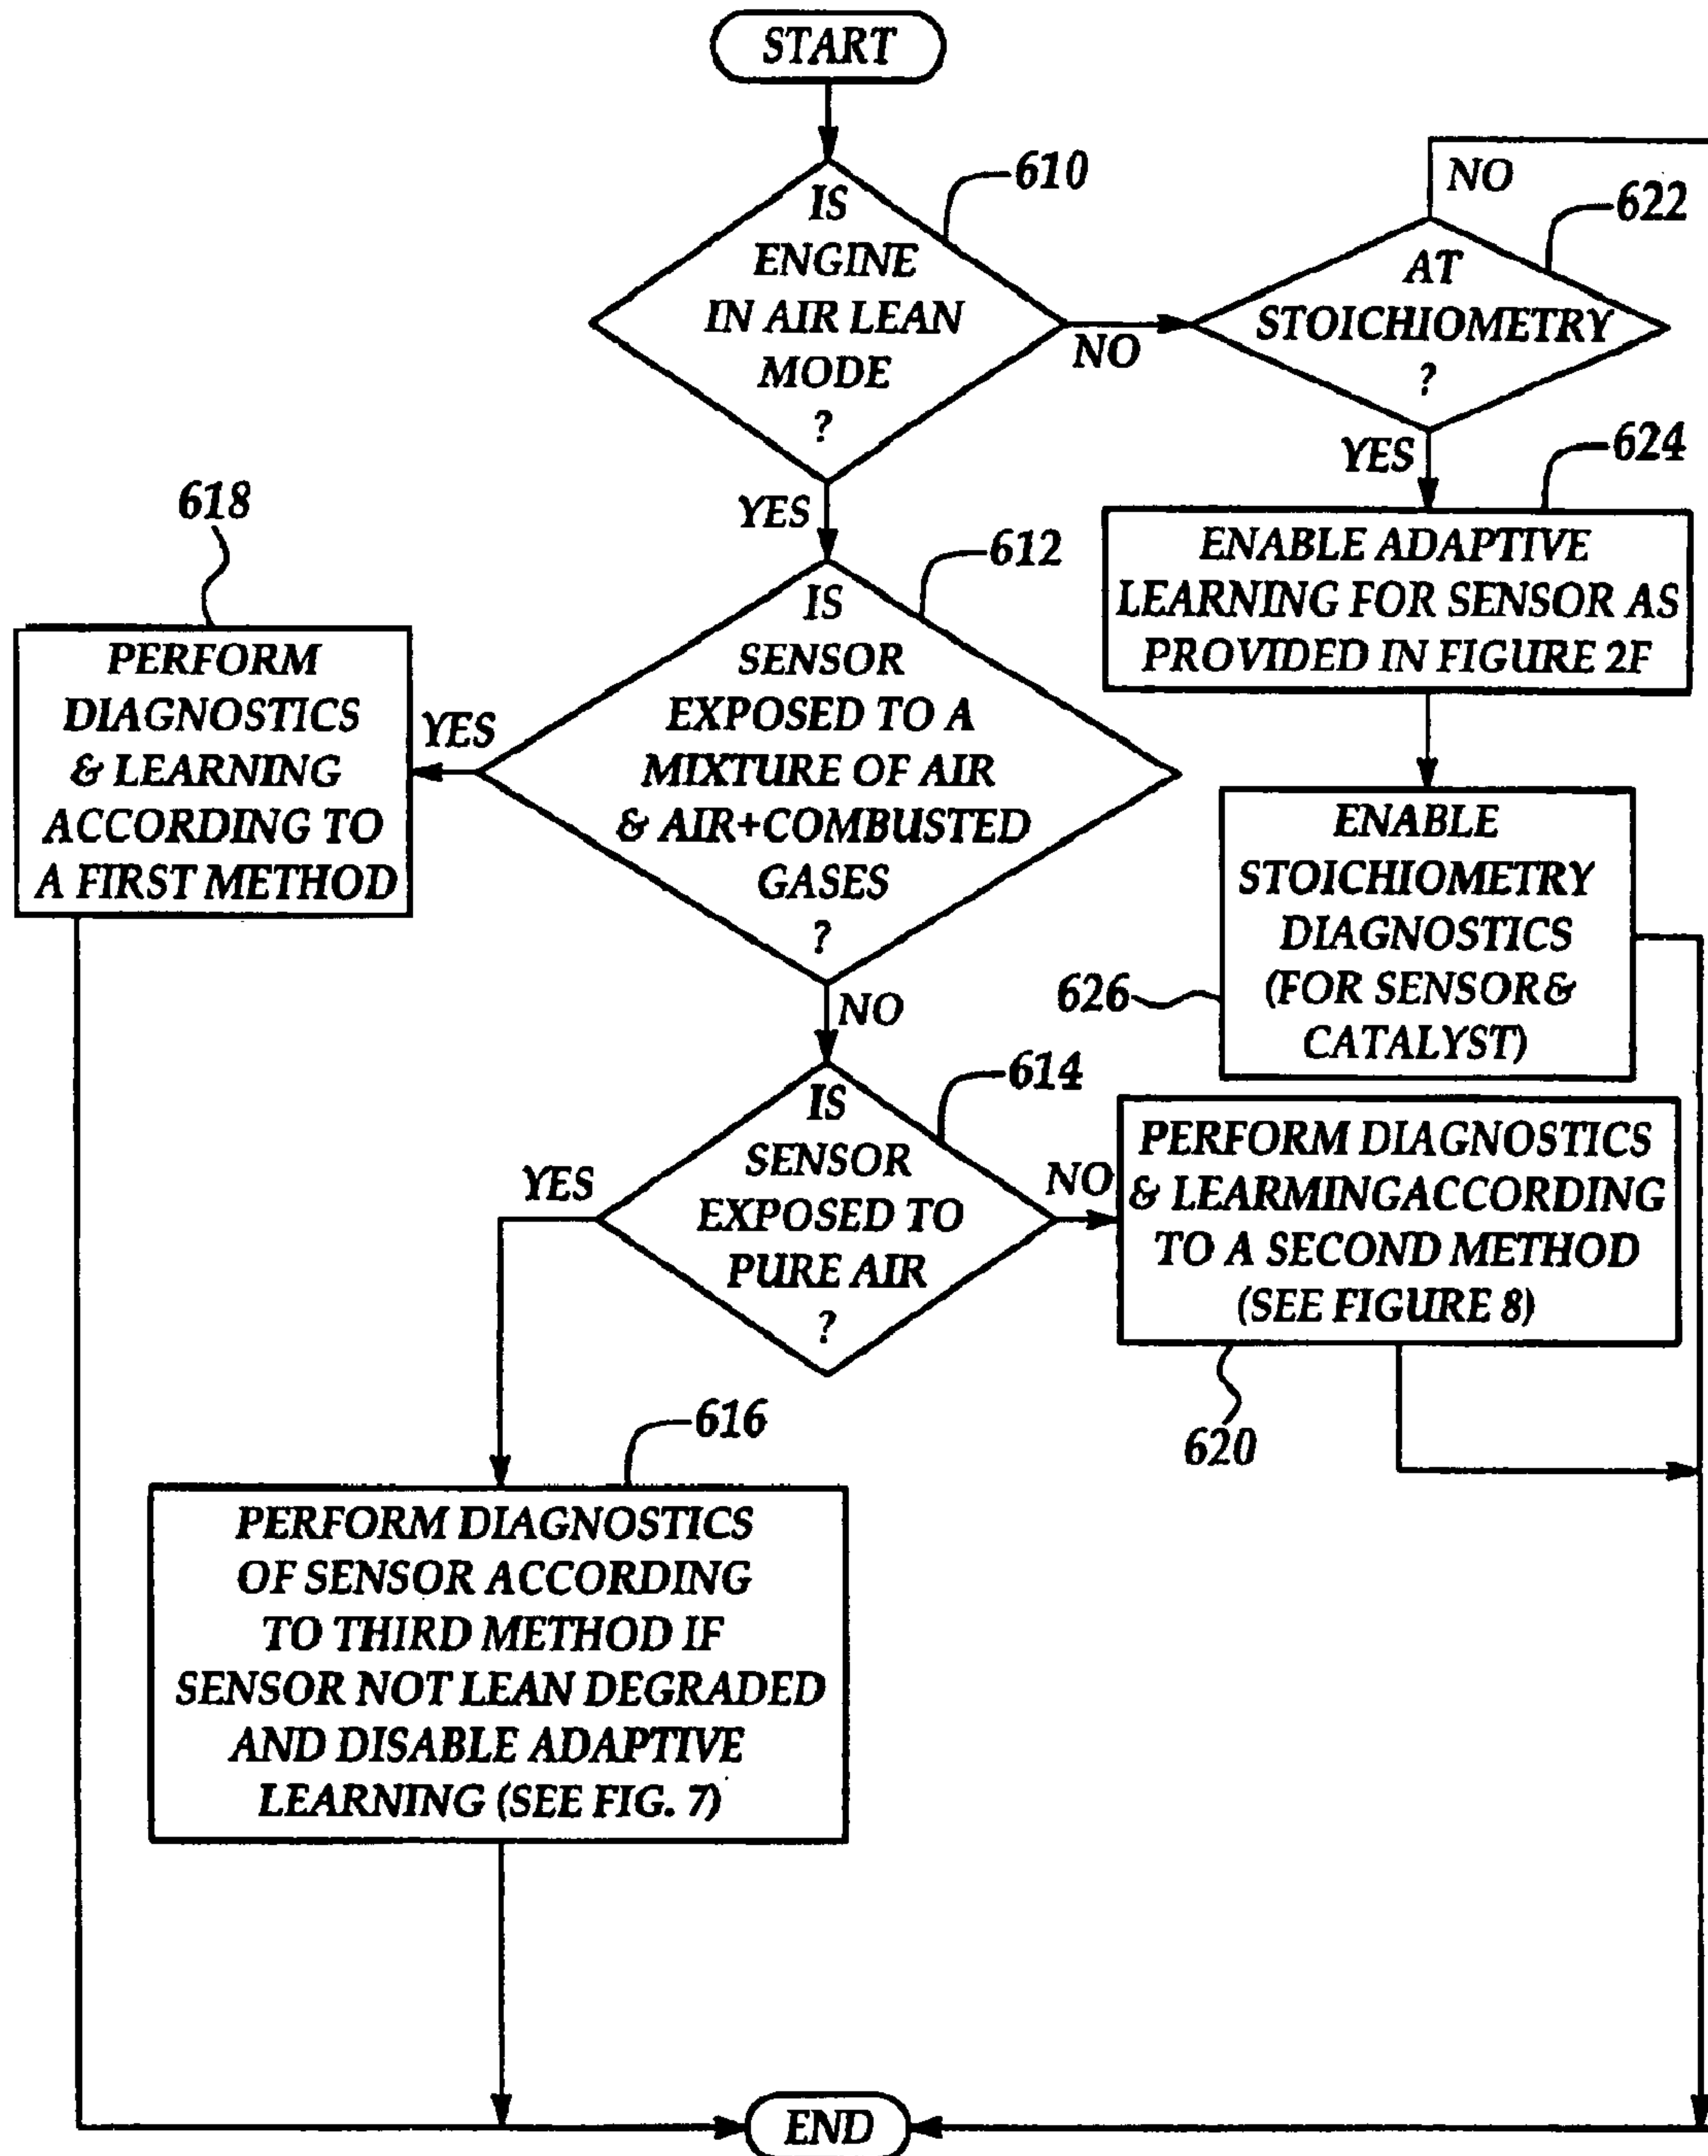 START
610
IS
ENGINE
IN AIR LEAN
MODE
?
NO
YES
NO
622
AT
STOICHIOMETRY
?
YES
624
ENABLE ADAPTIVE
LEARNING FOR SENSOR AS
PROVIDED IN FIGURE 2F
612
IS
SENSOR
EXPOSED TO A
MIXTURE OF AIR
& AIR+COMBUSTED
GASES
?
YES
NO
618
PERFORM
DIAGNOSTICS
& LEARNING
ACCORDING TO
A FIRST METHOD
ENABLE
STOICHIOMETRY
DIAGNOSTICS
(FOR SENSOR&
CATALYST)
626
614
IS
SENSOR
EXPOSED TO
PURE AIR
?
YES
NO
PERFORM DIAGNOSTICS
& LEARMINGACCORDING
TO A SECOND METHOD
(SEE FIGURE 8)
620
616
PERFORM DIAGNOSTICS
OF SENSOR ACCORDING
TO THIRD METHOD IF
SENSOR NOT LEAN DEGRADED
AND DISABLE ADAPTIVE
LEARNING (SEE FIG. 7)
END